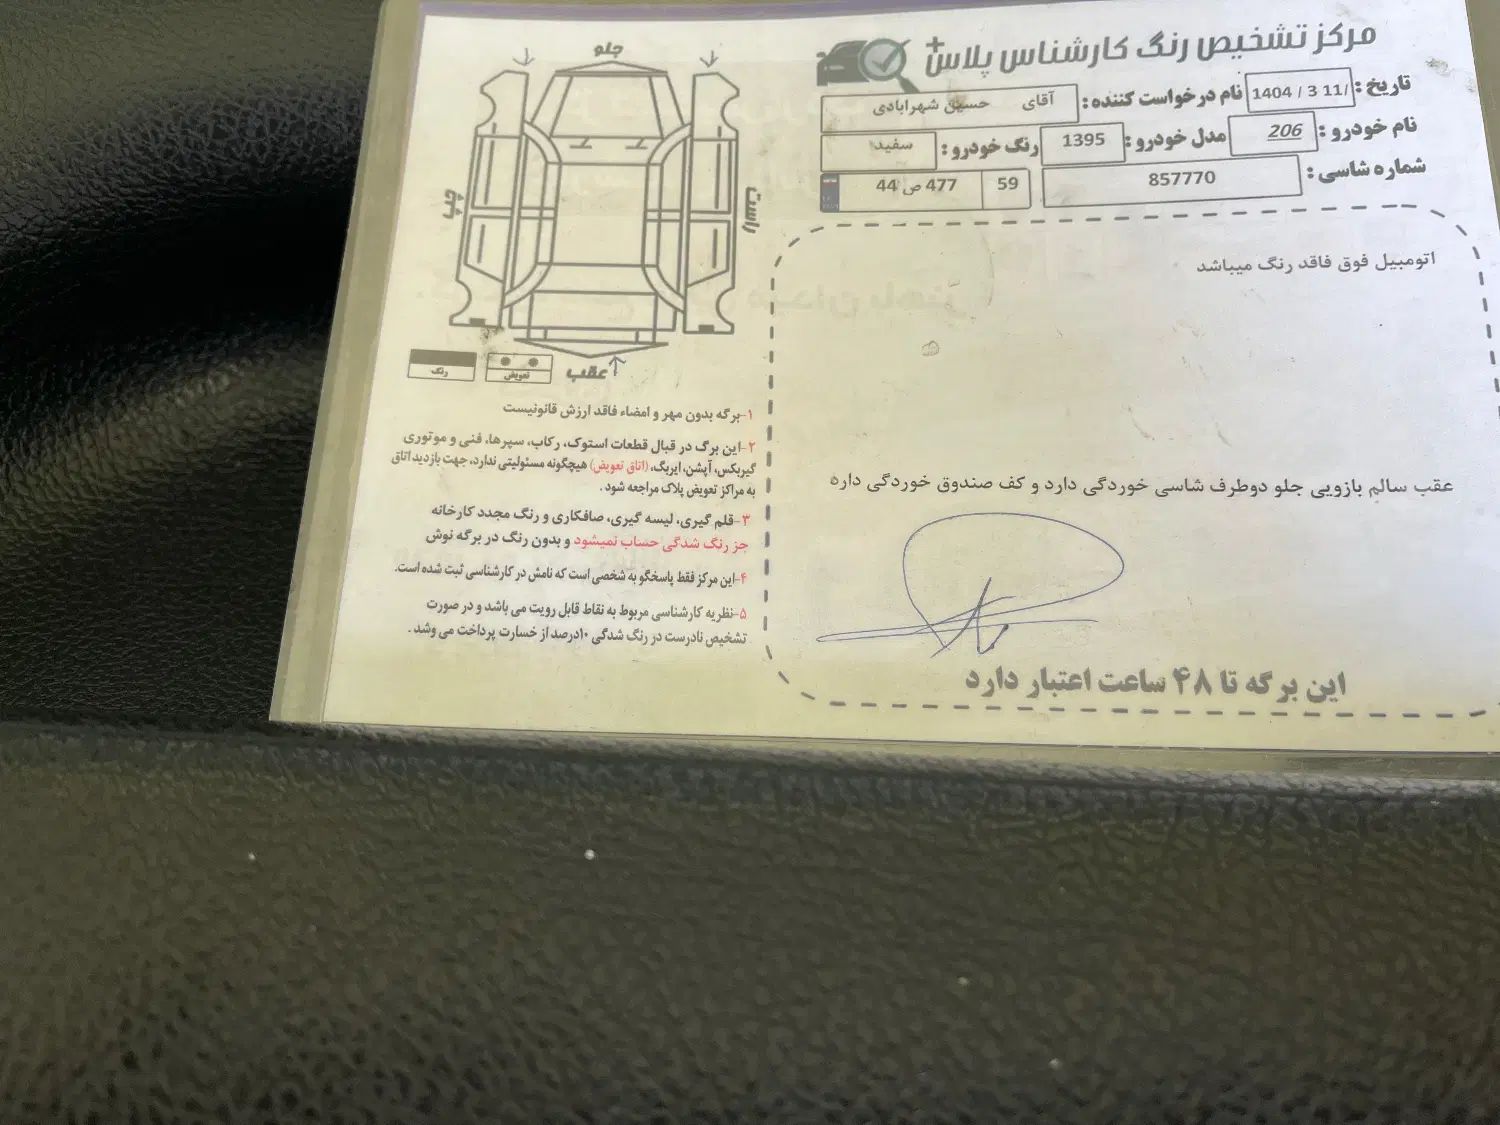 مرکز تشخیص رنگ کارشناس پلاس+
تاریخ : 1404 / 3 /11
نام درخواست کننده : آقای حسین شهرابادی
نام خودرو : 206
مدل خودرو : 1395
رنگ خودرو : سفید
شماره شاسی : 857770
59 477 ص 44
جلو
چپ
راست
عقب
رنگ
تعویض
اتومبیل فوق فاقد رنگ میباشد
عقب سالم بازویی جلو دوطرف شاسی خوردگی دارد و کف صندوق خوردگی داره
این برگه تا ۴۸ ساعت اعتبار دارد
۱-برگه بدون مهر و امضاء فاقد ارزش قانونیست
۲-این برگ در قبال قطعات استوک، رکاب، سپرها، فنی و موتوری
گیربکس، آپشن، ایربگ، (اتاق تعویض) هیچگونه مسئولیتی ندارد، جهت بازدید اتاق
به مراکز تعویض پلاک مراجعه شود .
۳-قلم گیری، لیسه گیری، صافکاری و رنگ مجدد کارخانه
جز رنگ شدگی حساب نمیشود و بدون رنگ در برگه نوش
۴-این مرکز فقط پاسخگو به شخصی است که نامش در کارشناسی ثبت شده است.
۵-نظریه کارشناسی مربوط به نقاط قابل رویت می باشد و در صورت
تشخیص نادرست در رنگ شدگی ۱۰درصد از خسارت پرداخت می وشد .